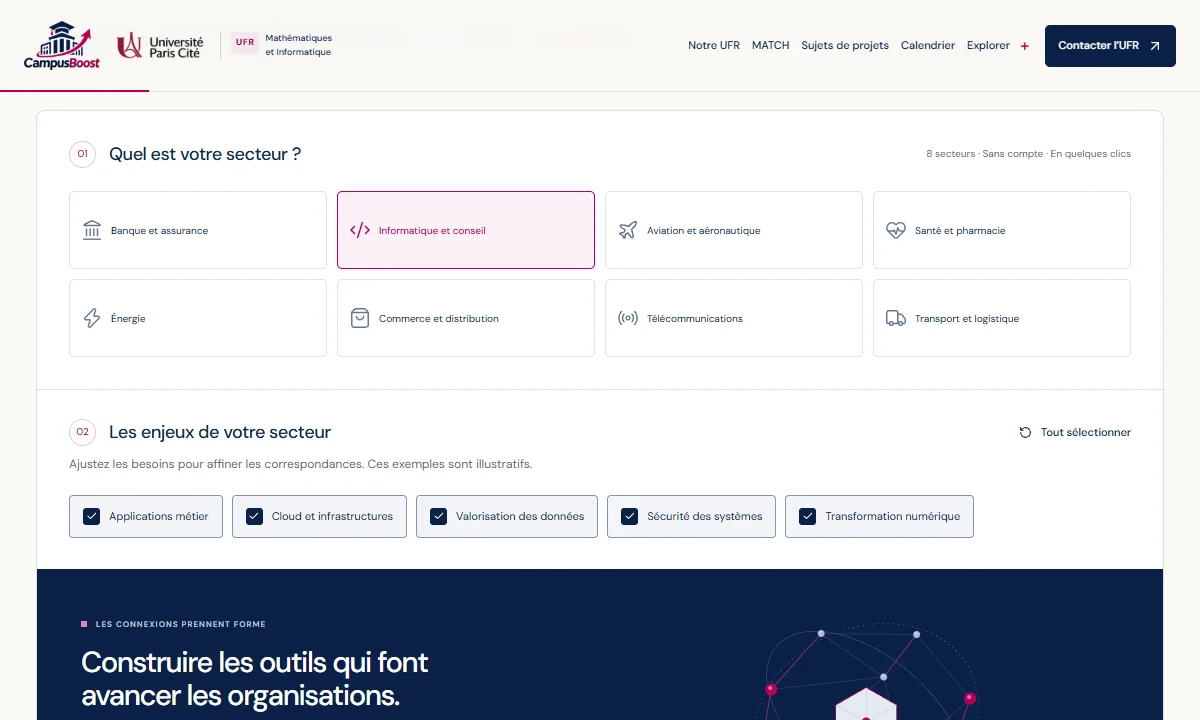 CampusBoost
Université
Paris Cité
UFR
Mathématiques
et Informatique
Notre UFR
MATCH
Sujets de projets
Calendrier
Explorer +
Contacter l'UFR
01
Quel est votre secteur ?
8 secteurs · Sans compte · En quelques clics
Banque et assurance
Informatique et conseil
Aviation et aéronautique
Santé et pharmacie
Énergie
Commerce et distribution
Télécommunications
Transport et logistique
02
Les enjeux de votre secteur
Tout sélectionner
Ajustez les besoins pour affiner les correspondances. Ces exemples sont illustratifs.
Applications métier
Cloud et infrastructures
Valorisation des données
Sécurité des systèmes
Transformation numérique
LES CONNEXIONS PRENNENT FORME
Construire les outils qui font
avancer les organisations.